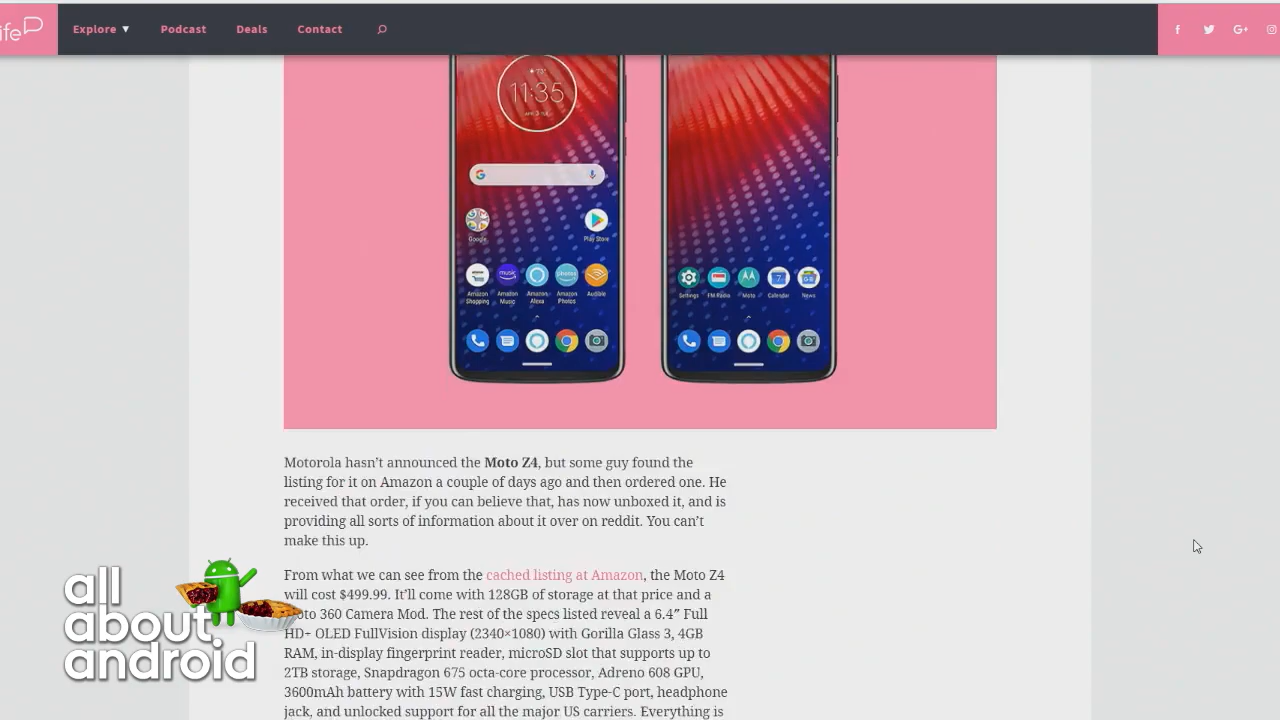 ife
Explore ▼ Podcast Deals Contact
73°
11:35
APR 3 TUE
Google
Play Store
Amazon Shopping
Amazon Music
Amazon Alexa
Amazon Photos
Audible
Settings
FM Radio
Moto
Calendar
News
Motorola hasn’t announced the Moto Z4, but some guy found the
listing for it on Amazon a couple of days ago and then ordered one. He
received that order, if you can believe that, has now unboxed it, and is
providing all sorts of information about it over on reddit. You can’t
make this up.
From what we can see from the cached listing at Amazon, the Moto Z4
will cost $499.99. It’ll come with 128GB of storage at that price and a
oto 360 Camera Mod. The rest of the specs listed reveal a 6.4″ Full
HD+ OLED FullVision display (2340×1080) with Gorilla Glass 3, 4GB
RAM, in-display fingerprint reader, microSD slot that supports up to
2TB storage, Snapdragon 675 octa-core processor, Adreno 608 GPU,
3600mAh battery with 15W fast charging, USB Type-C port, headphone
jack, and unlocked support for all the major US carriers. Everything is
all
about
android